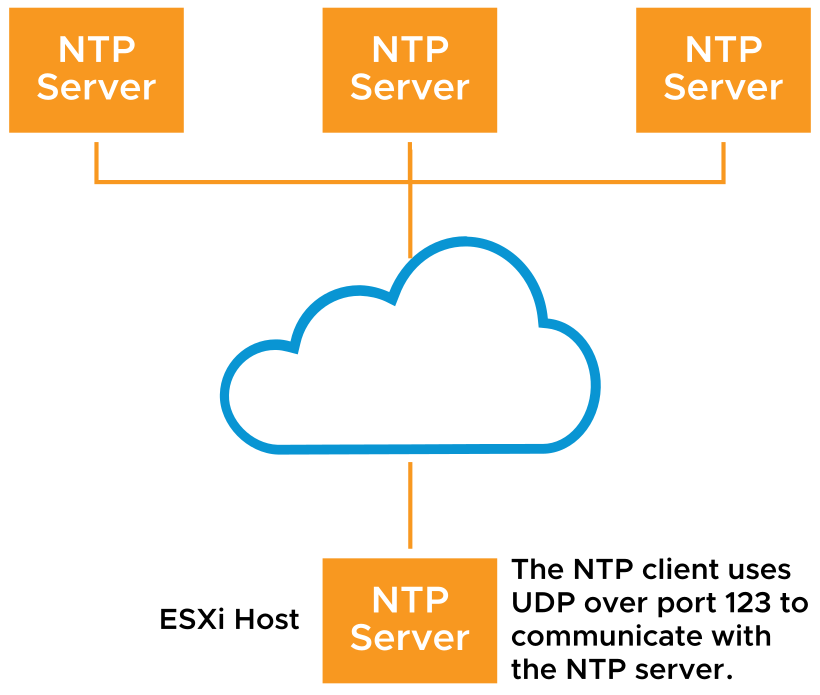 NTP
Server
NTP
Server
NTP
Server
ESXi Host
NTP
Server
The NTP client uses
UDP over port 123 to
communicate with
the NTP server.